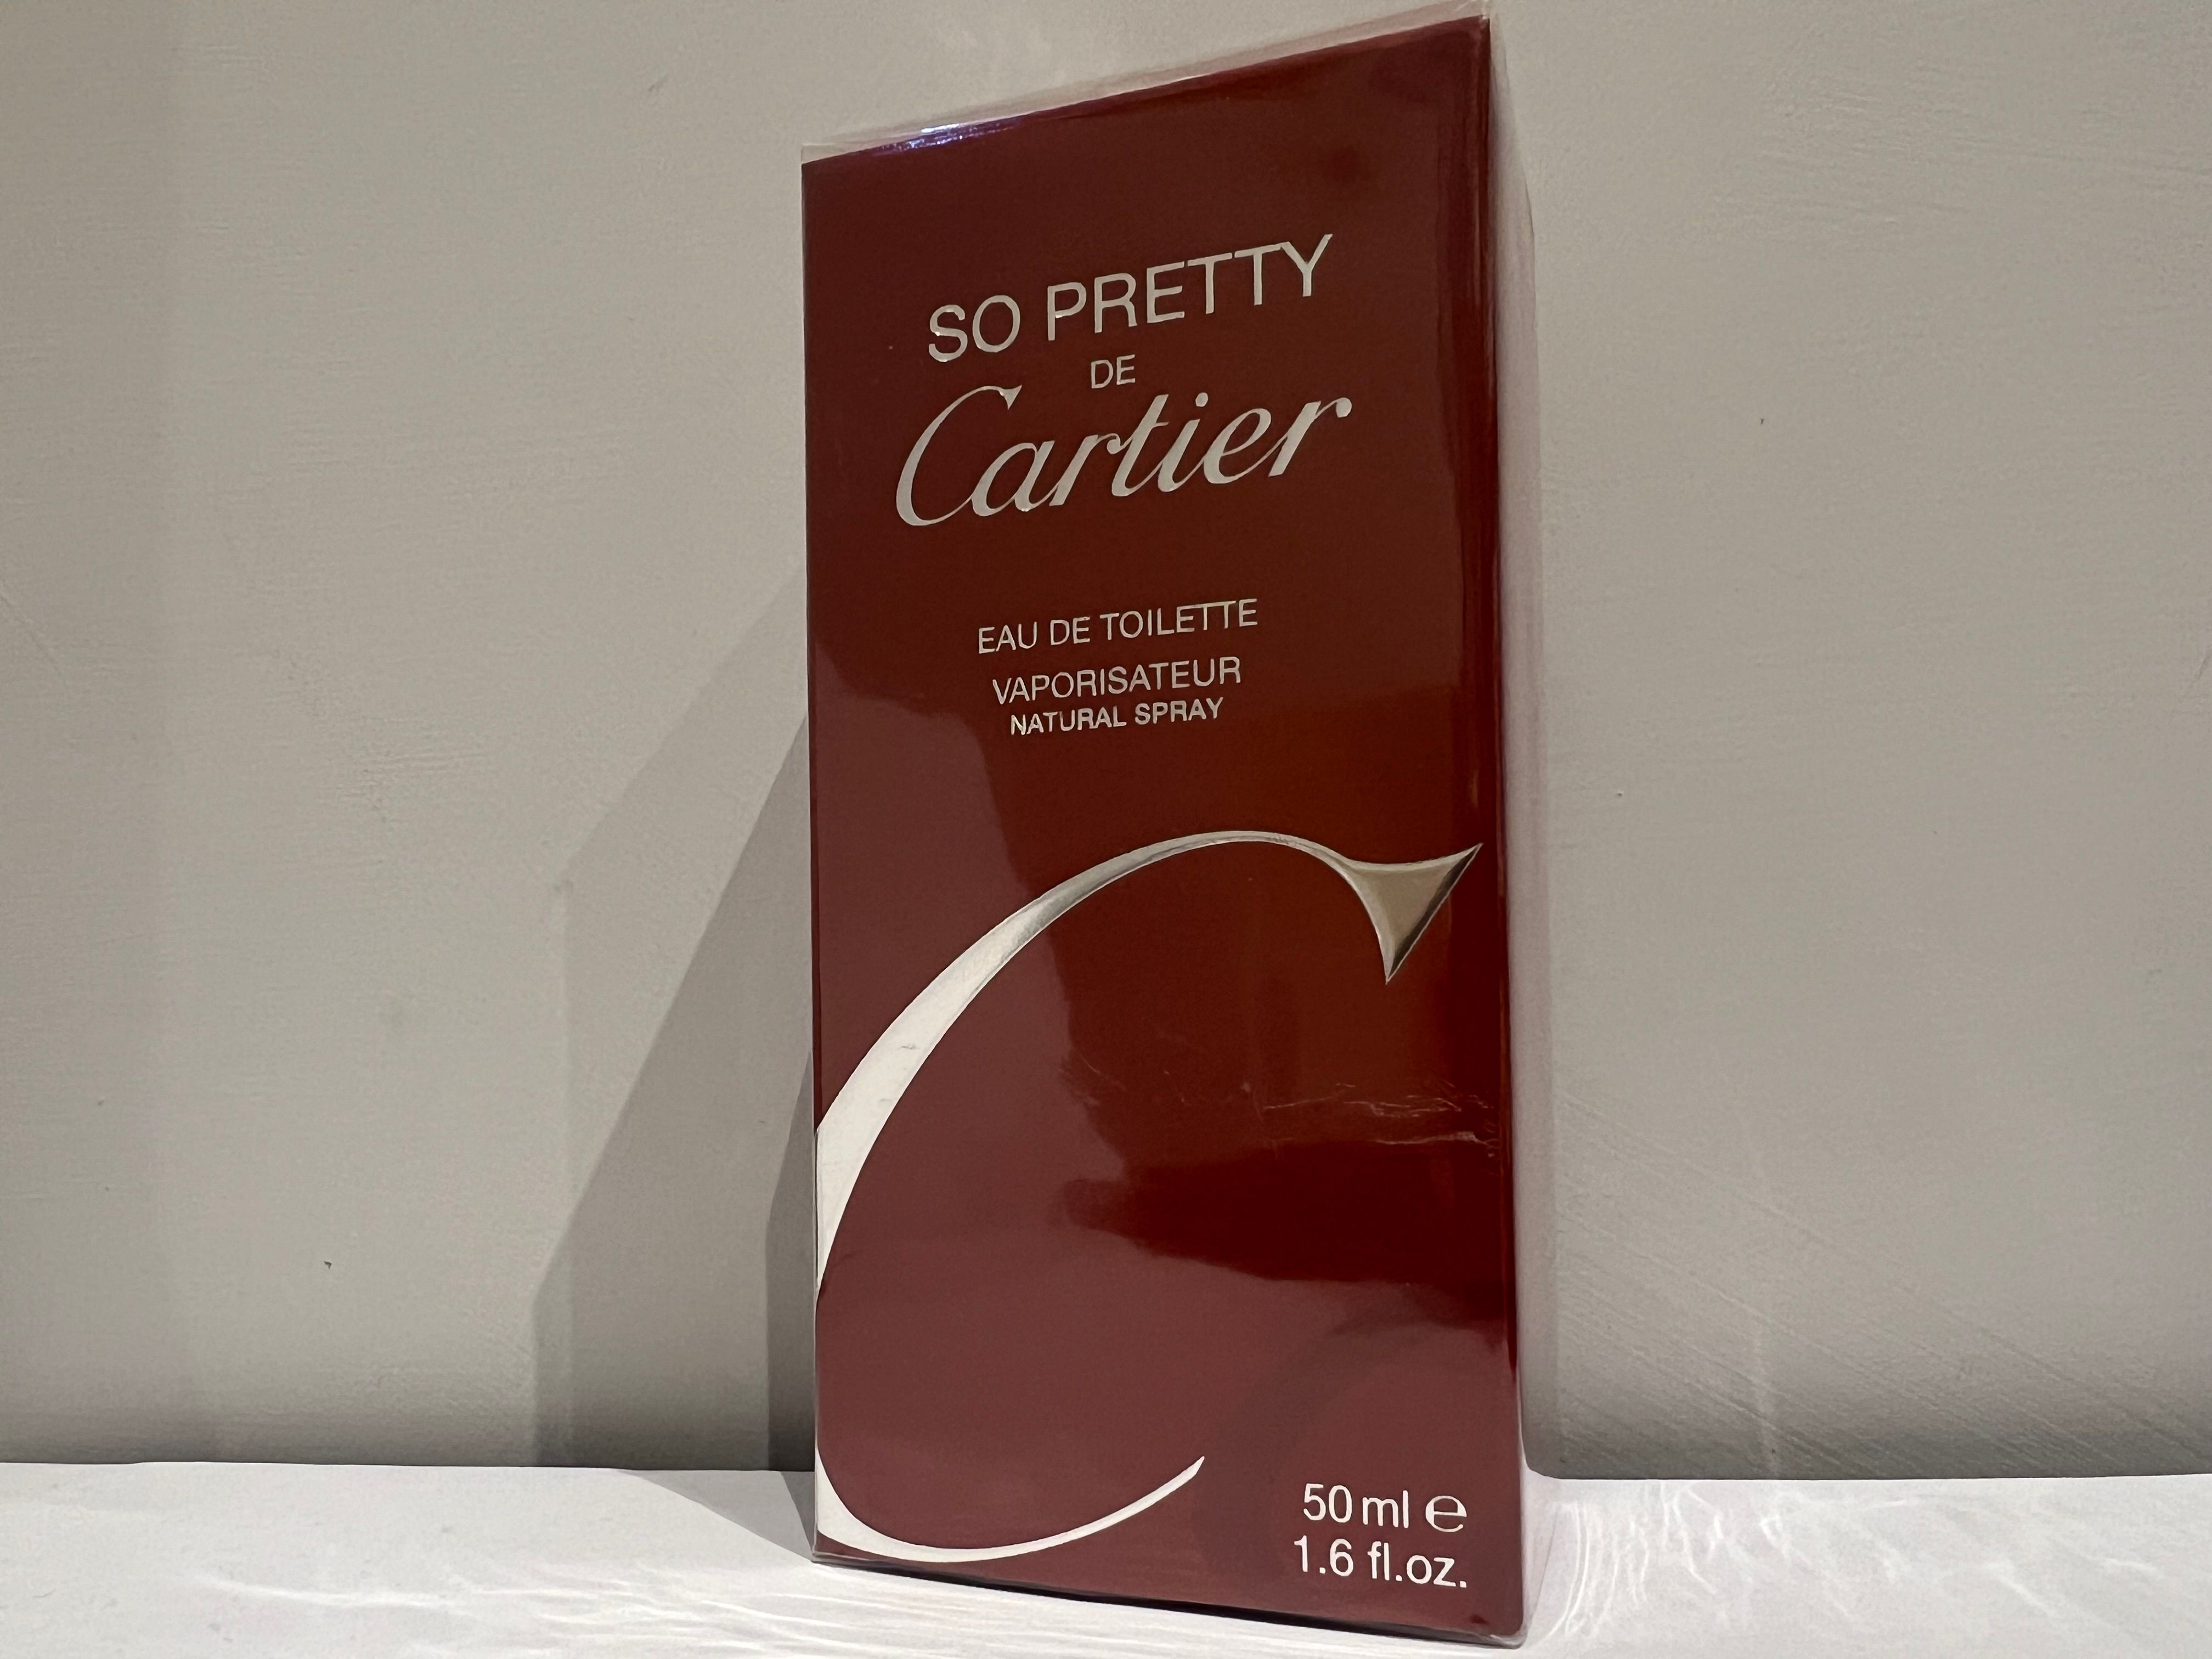 SO PRETTY
DE
Cartier
EAU DE TOILETTE
VAPORISATEUR
NATURAL SPRAY
50 ml ℮
1.6 fl.oz.